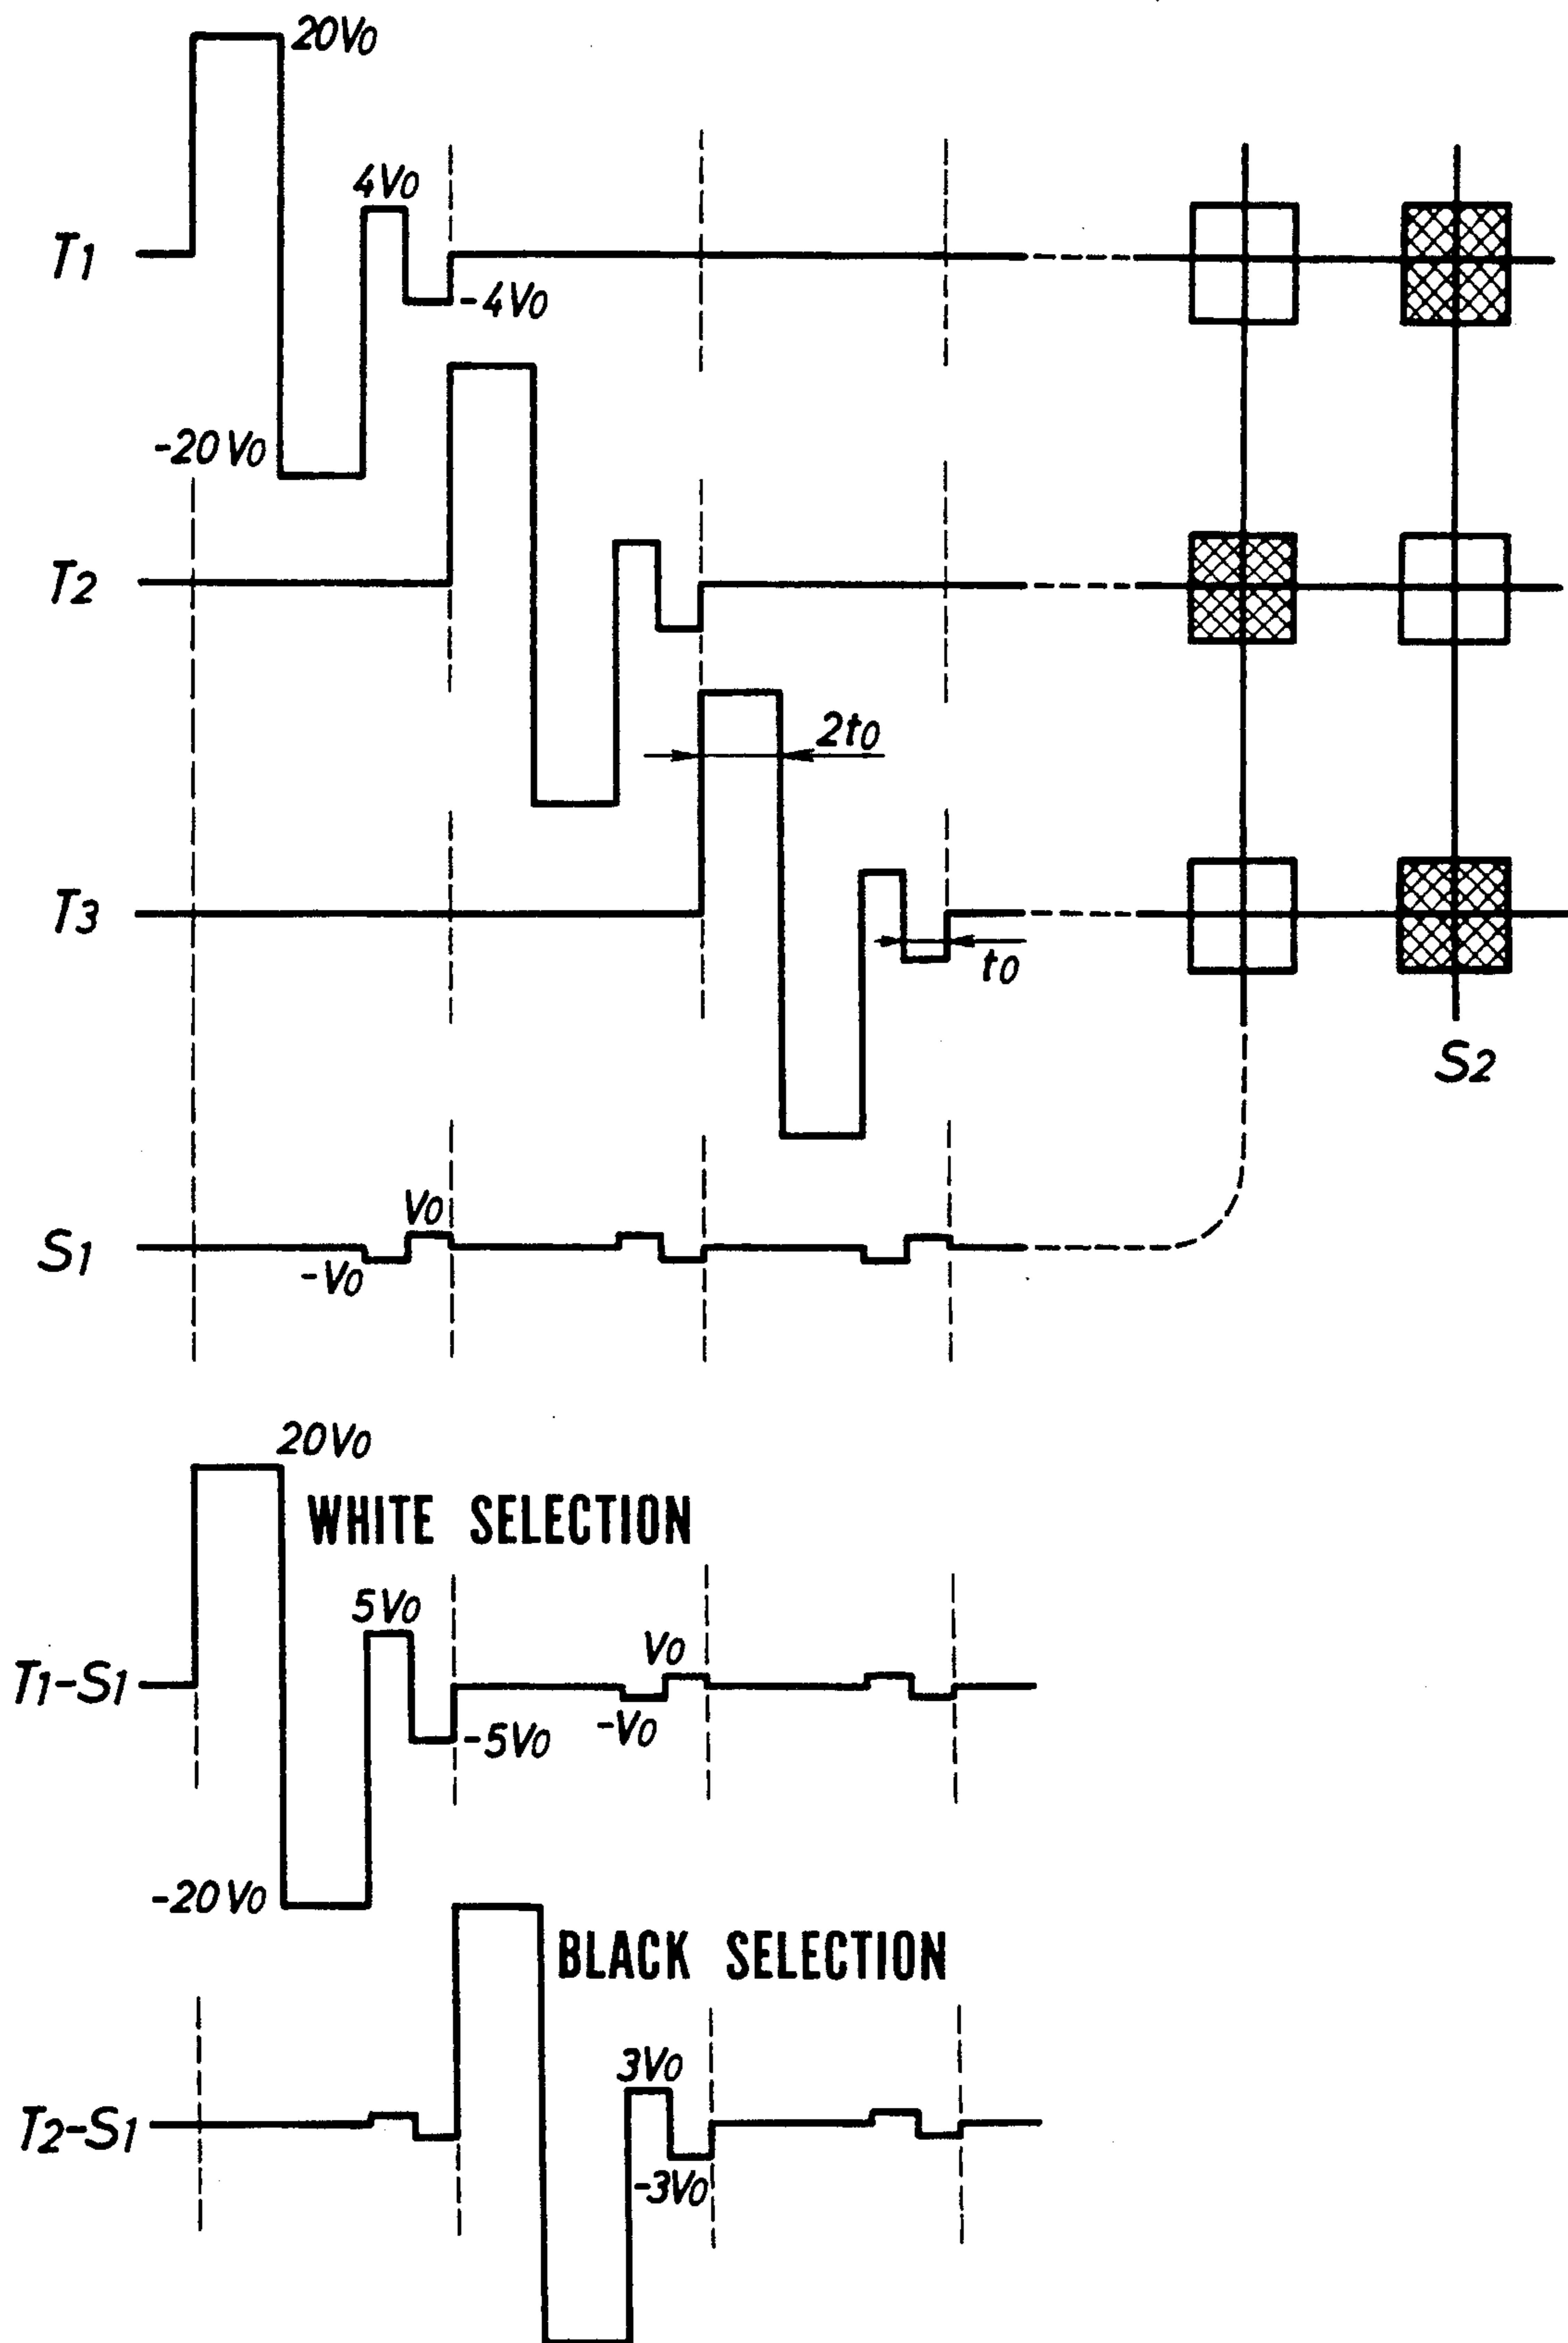 20V0
4V0
T1
-4V0
-20V0
T2
2t0
T3
t0
S2
V0
S1
-V0
20V0
WHITE SELECTION
5V0
V0
T1-S1
-V0
-5V0
-20V0
BLACK SELECTION
3V0
T2-S1
-3V0